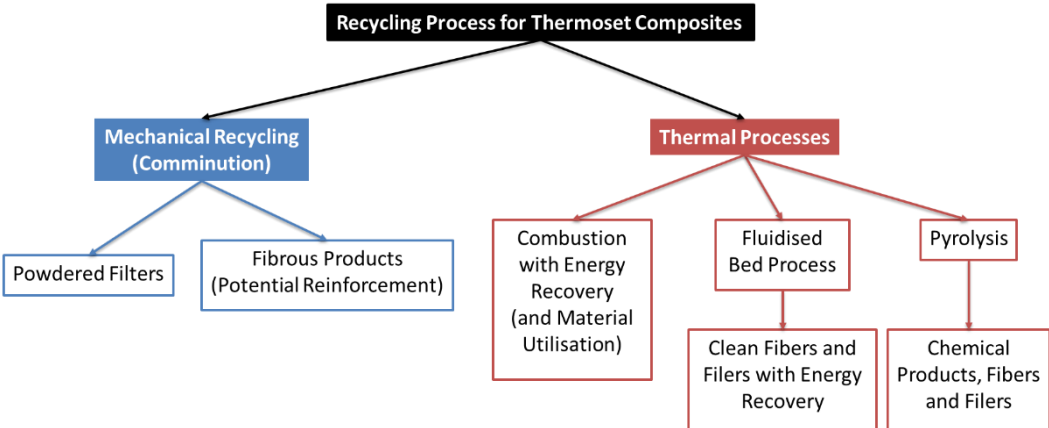 Recycling Process for Thermoset Composites
Mechanical Recycling
(Comminution)
Thermal Processes
Powdered Filters
Fibrous Products
(Potential Reinforcement)
Combustion
with Energy
Recovery
(and Material
Utilisation)
Fluidised
Bed Process
Pyrolysis
Clean Fibers and
Filers with Energy
Recovery
Chemical
Products, Fibers
and Filers